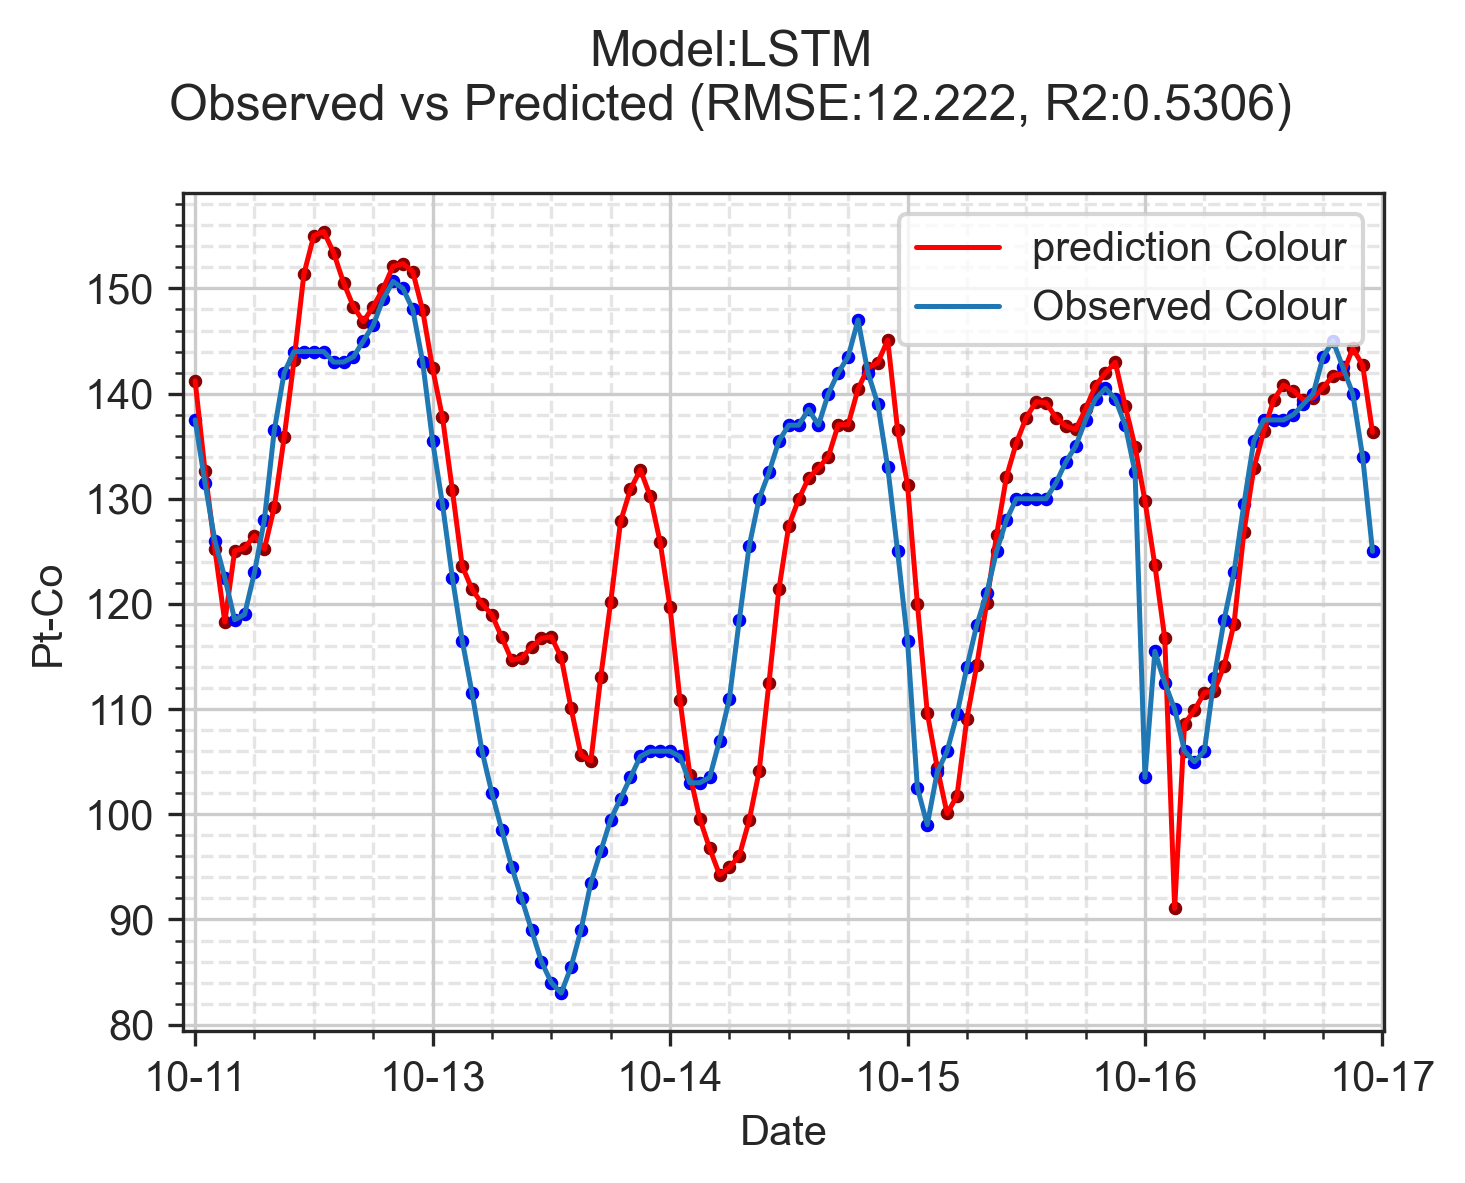 Model:LSTM
Observed vs Predicted (RMSE:12.222, R2:0.5306)
prediction Colour
Observed Colour
150
140
130
120
110
100
90
80
Pt-Co
10-11 10-13 10-14 10-15 10-16 10-17
Date